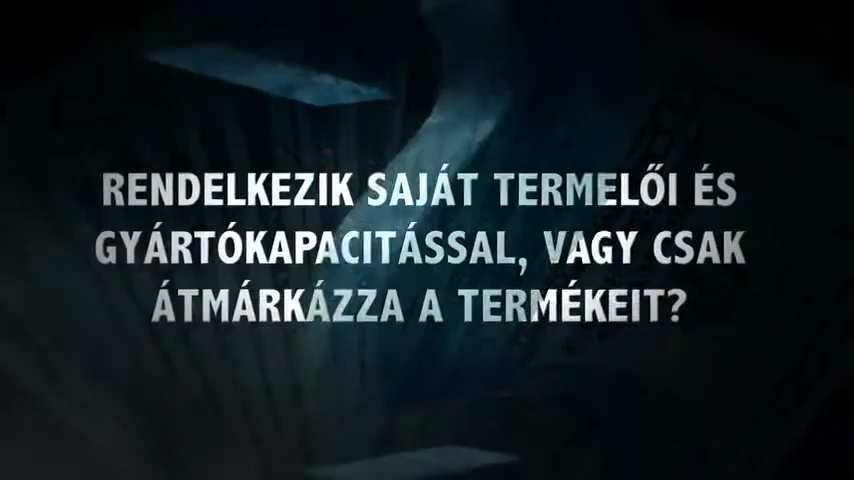 RENDELKEZIK SAJÁT TERMELŐI ÉS
GYÁRTÓKAPACITÁSSAL, VAGY CSAK
ÁTMÁRKÁZZA A TERMÉKEIT?